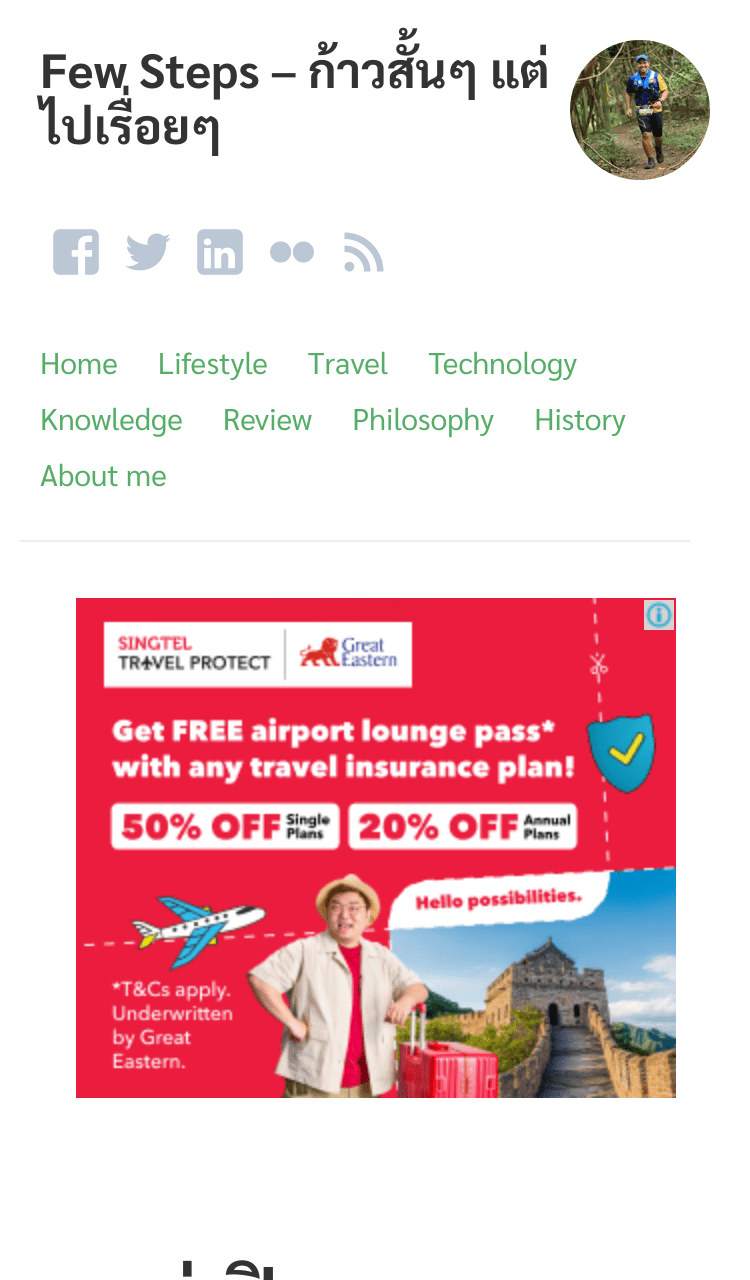 Few Steps – ก้าวสั้นๆ แต่
ไปเรื่อยๆ
Home Lifestyle Travel Technology
Knowledge Review Philosophy History
About me
SINGTEL
TRAVEL PROTECT
Great
Eastern
Get FREE airport lounge pass*
with any travel insurance plan!
50% OFF Single Plans 20% OFF Annual Plans
Hello possibilities.
*T&Cs apply.
Underwritten
by Great
Eastern.